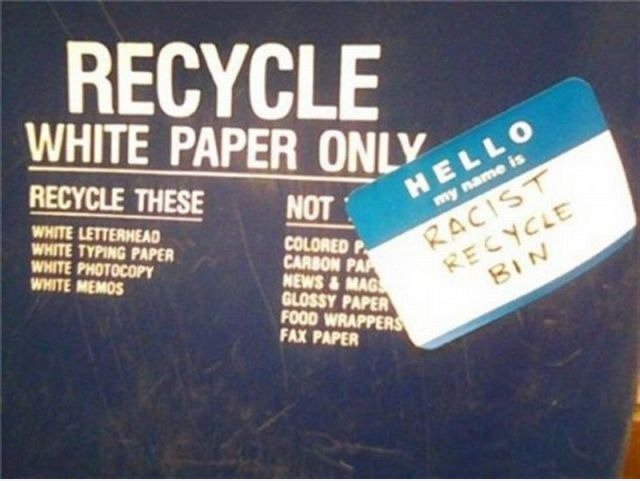 RECYCLE
WHITE PAPER ONLY
RECYCLE THESE
WHITE LETTERHEAD
WHITE TYPING PAPER
WHITE PHOTOCOPY
WHITE MEMOS
NOT
COLORED
CARBON
NEWS & MAGS
GLOSSY PAPER
FOOD WRAPPERS
FAX PAPER
HELLO
my name is
RACIST
RECYCLE
BIN